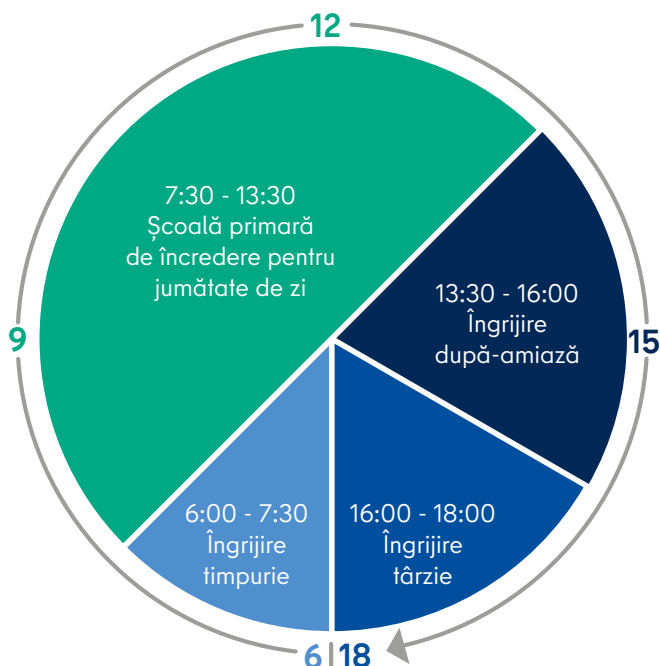 12
7:30 - 13:30
Școală primară
de încredere pentru
jumătate de zi
13:30 - 16:00
Îngrijire
după-amiază
9
15
6:00 - 7:30
Îngrijire
timpurie
16:00 - 18:00
Îngrijire
târzie
6 | 18